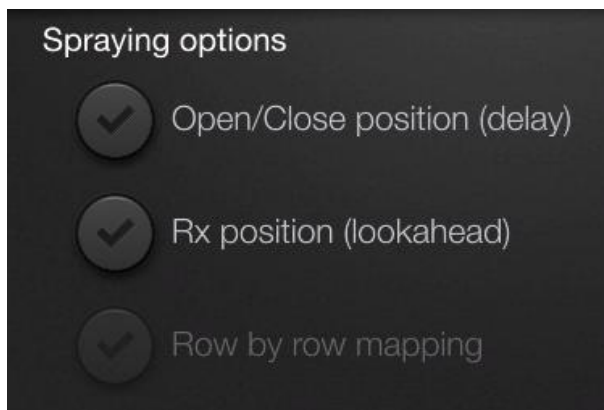 Spraying options
Open/Close position (delay)
Rx position (lookahead)
Row by row mapping